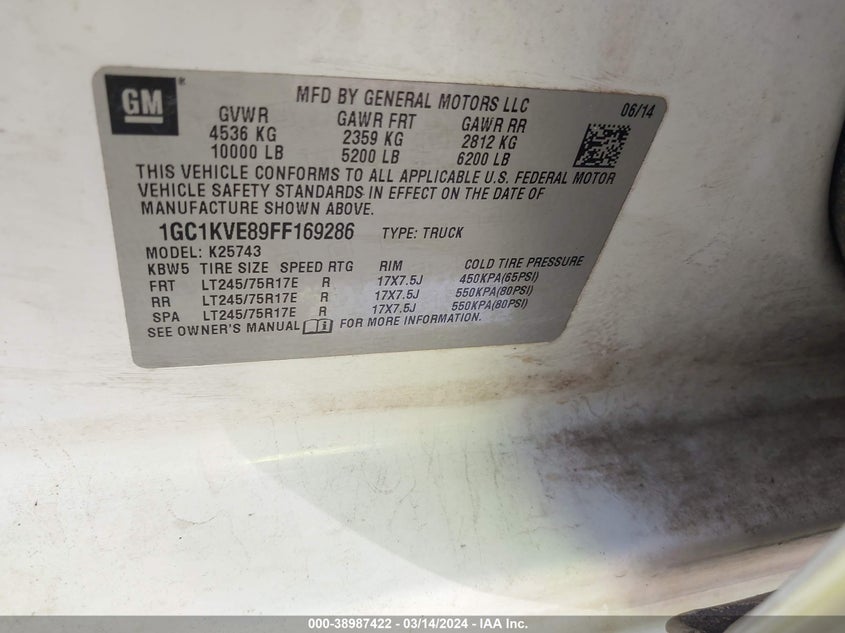 GM®
MFD BY GENERAL MOTORS LLC
06/14
GVWR GAWR FRT GAWR RR
4536 KG 2359 KG 2812 KG
10000 LB 5200 LB 6200 LB
THIS VEHICLE CONFORMS TO ALL APPLICABLE U.S. FEDERAL MOTOR
VEHICLE SAFETY STANDARDS IN EFFECT ON THE DATE OF
MANUFACTURE SHOWN ABOVE.
1GC1KVE89FF169286 TYPE: TRUCK
MODEL: K25743
KBW5 TIRE SIZE SPEED RTG RIM COLD TIRE PRESSURE
FRT LT245/75R17E R 17X7.5J 450KPA(65PSI)
RR LT245/75R17E R 17X7.5J 550KPA(80PSI)
SPA LT245/75R17E R 17X7.5J 550KPA(80PSI)
SEE OWNER'S MANUAL i FOR MORE INFORMATION.
000-38987422 - 03/14/2024 - IAA Inc.